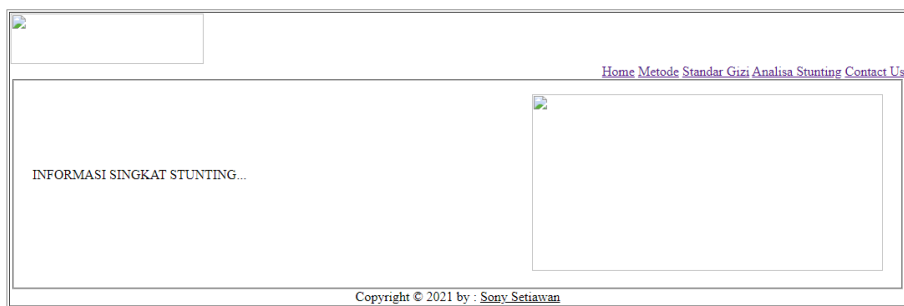 Home Metode Standar Gizi Analisa Stunting Contact Us
INFORMASI SINGKAT STUNTING...
Copyright © 2021 by : Sony Setiawan